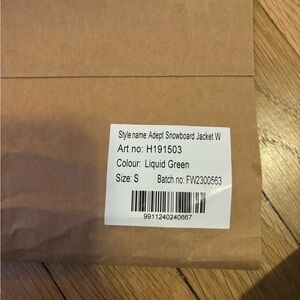 Style name: Adept Snowboard Jacket W
Art no: H191503
Colour: Liquid Green
Size: S Batch no: FW2300563
9911240240667